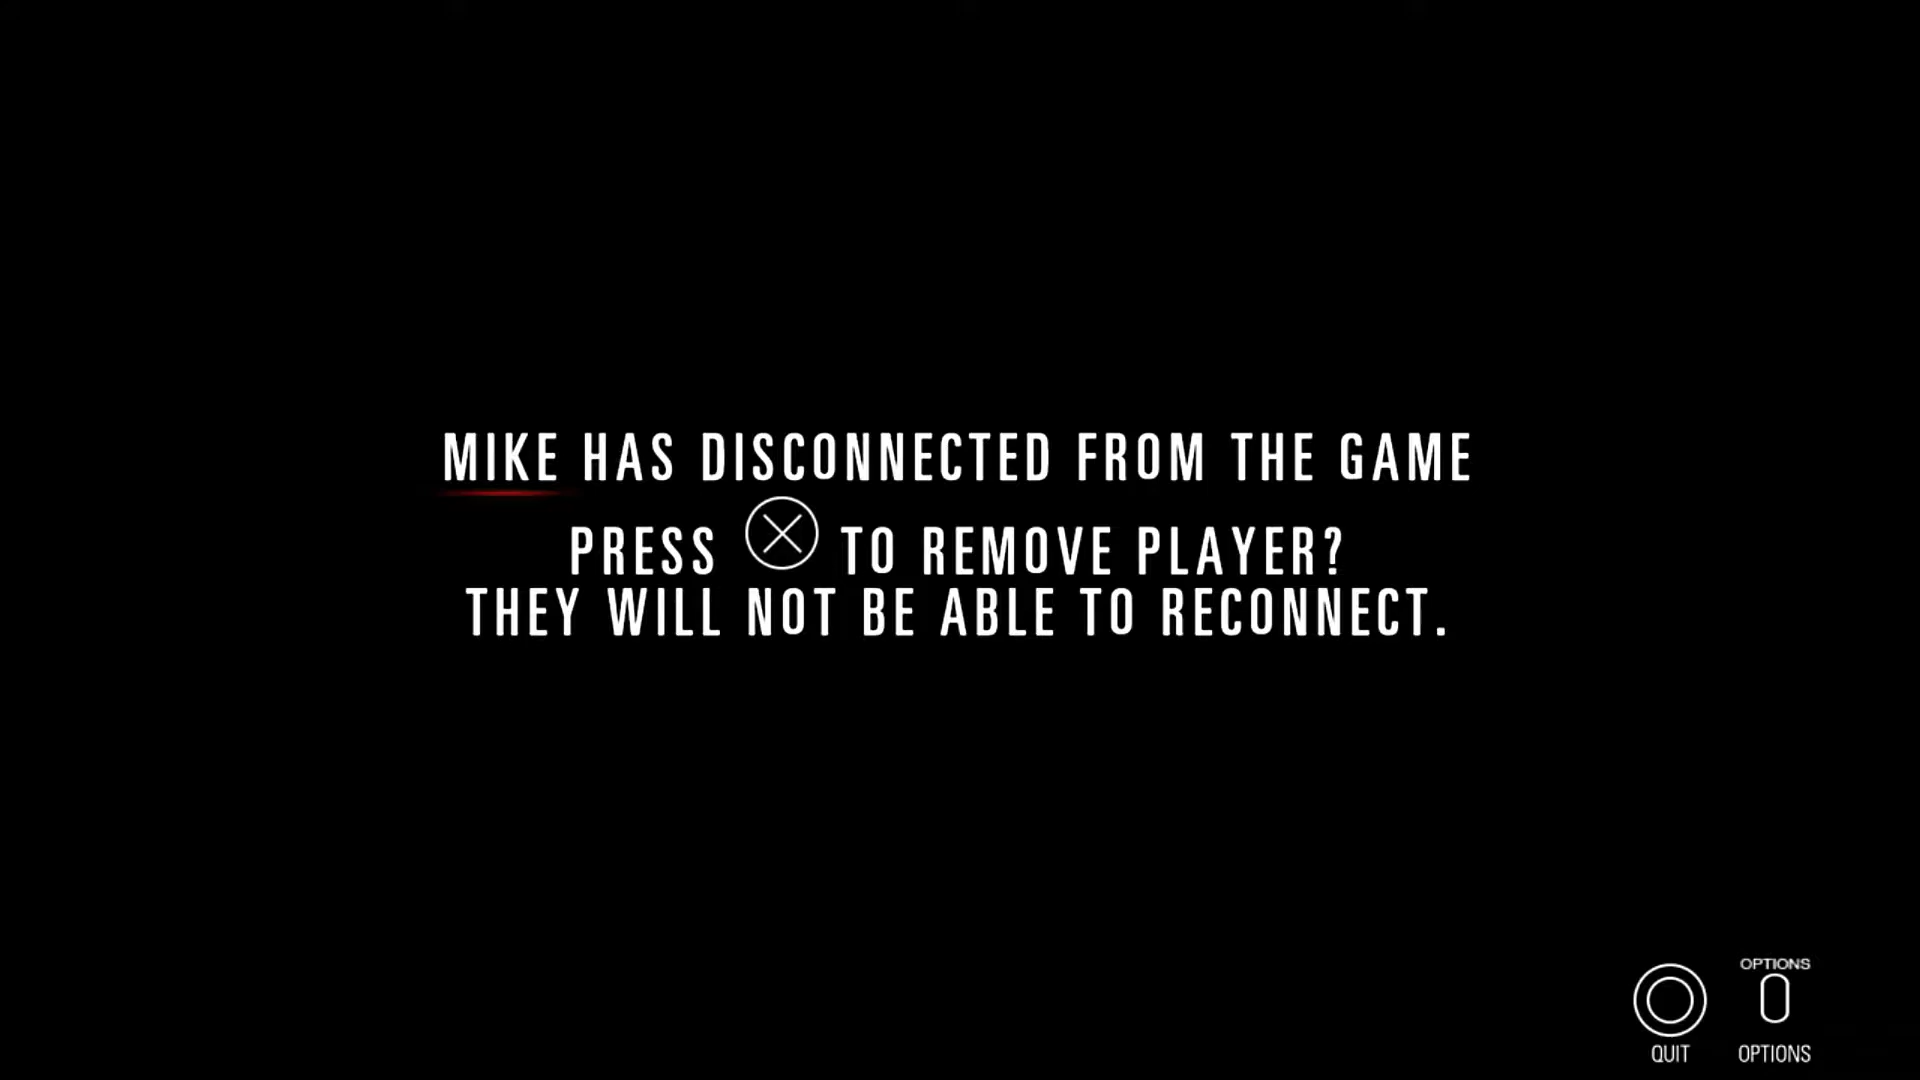 MIKE HAS DISCONNECTED FROM THE GAME
PRESS TO REMOVE PLAYER?
THEY WILL NOT BE ABLE TO RECONNECT.
OPTIONS
QUIT OPTIONS